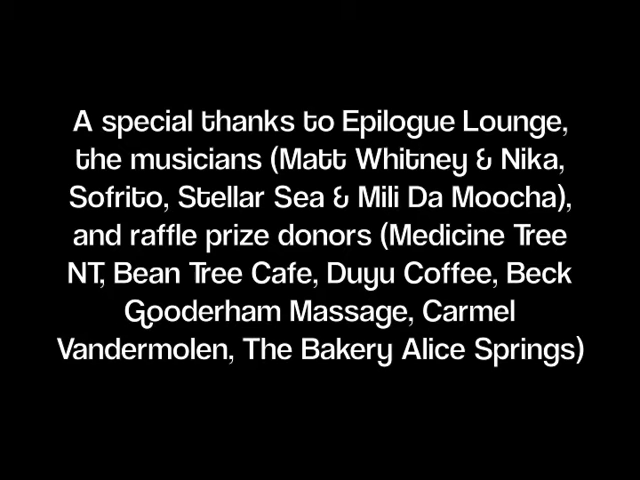 A special thanks to Epilogue Lounge,
the musicians (Matt Whitney & Nika,
Sofrito, Stellar Sea & Mili Da Moocha),
and raffle prize donors (Medicine Tree
NT, Bean Tree Cafe, Duyu Coffee, Beck
Gooderham Massage, Carmel
Vandermolen, The Bakery Alice Springs)